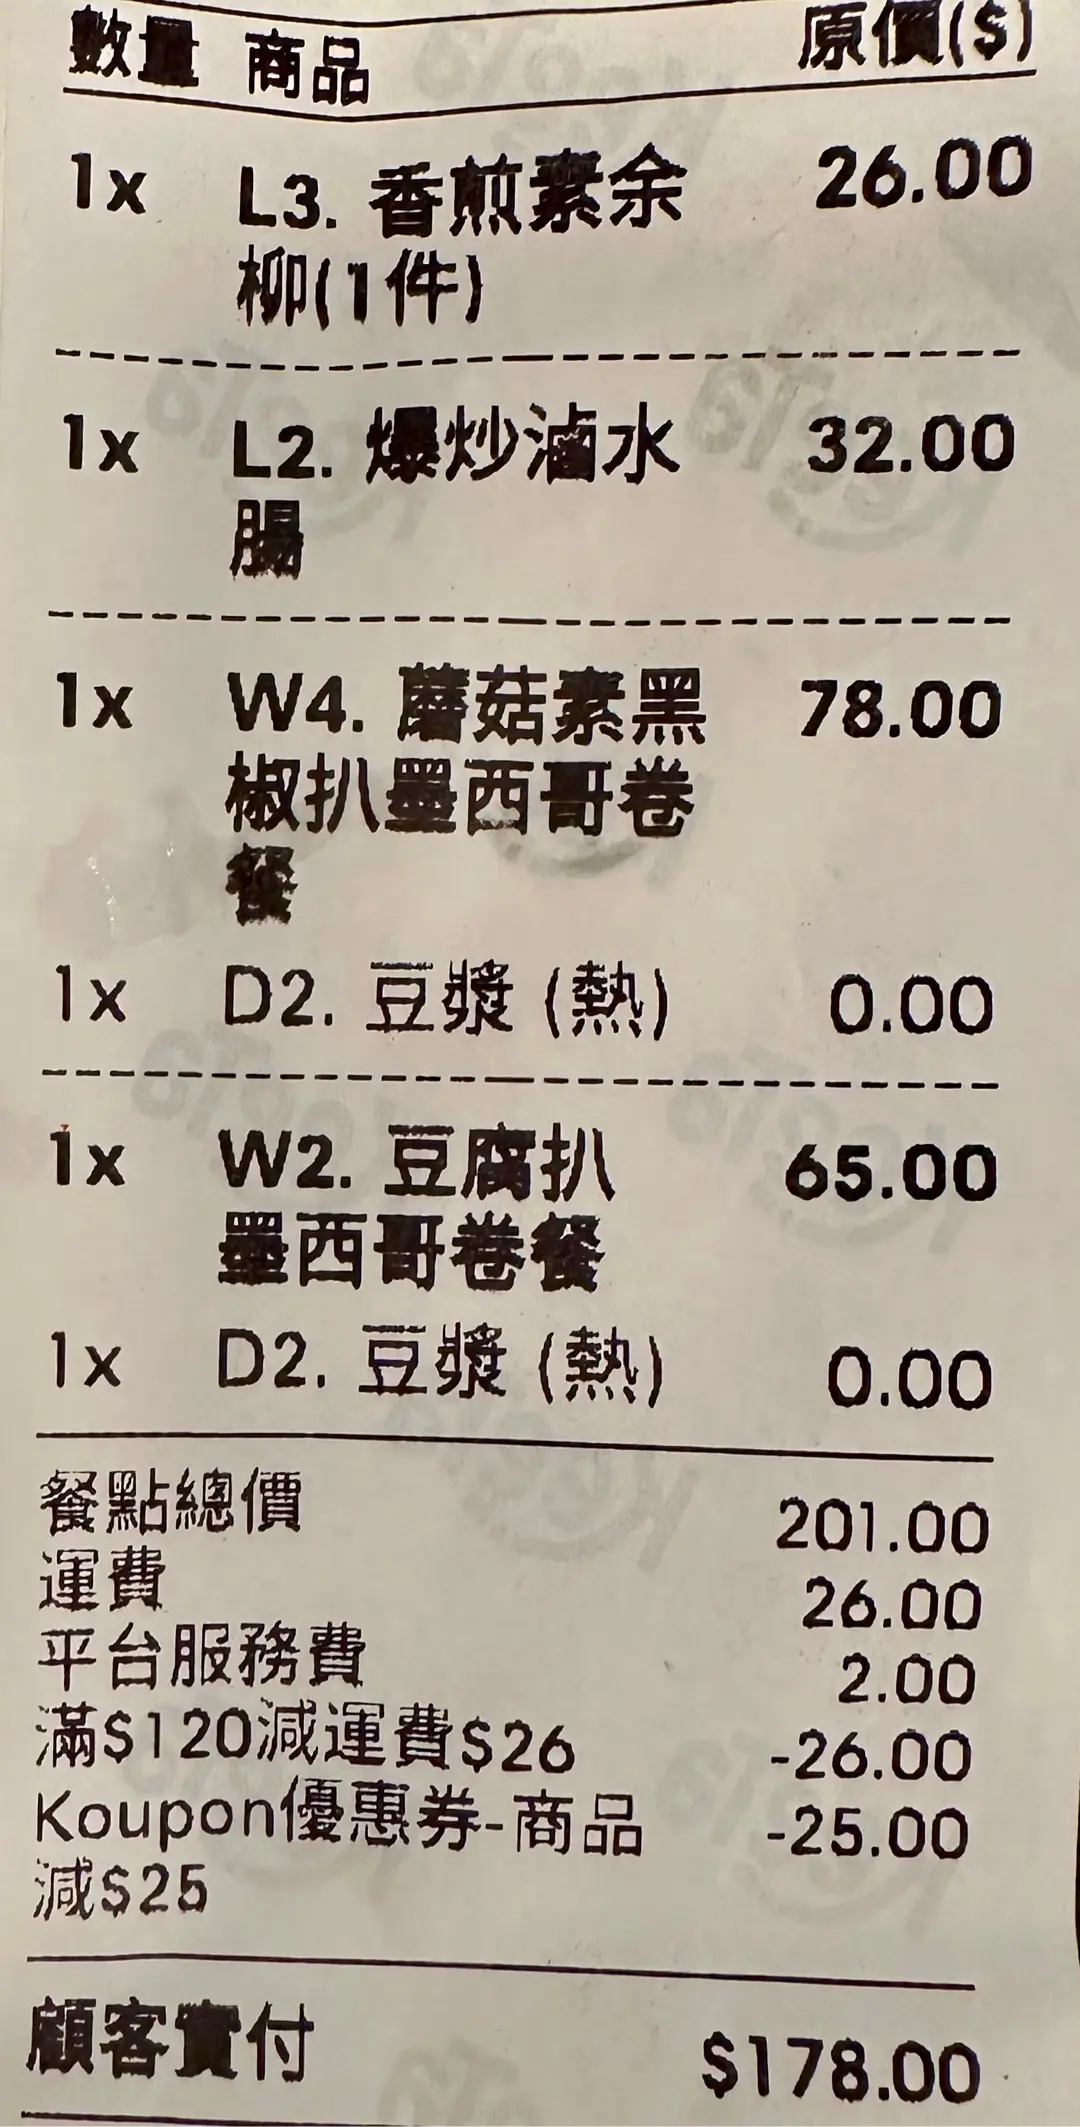 數量 商品 原價($)
1x L3. 香煎素余 26.00
柳(1件)
1x L2. 爆炒滷水 32.00
腸
1x W4. 蘑菇素黑 78.00
椒扒墨西哥卷
餐
1x D2. 豆漿 (熱) 0.00
1x W2. 豆腐扒 65.00
墨西哥卷餐
1x D2. 豆漿 (熱) 0.00
餐點總價 201.00
運費 26.00
平台服務費 2.00
滿$120減運費$26 -26.00
Koupon優惠券-商品 -25.00
減$25
顧客實付 $178.00